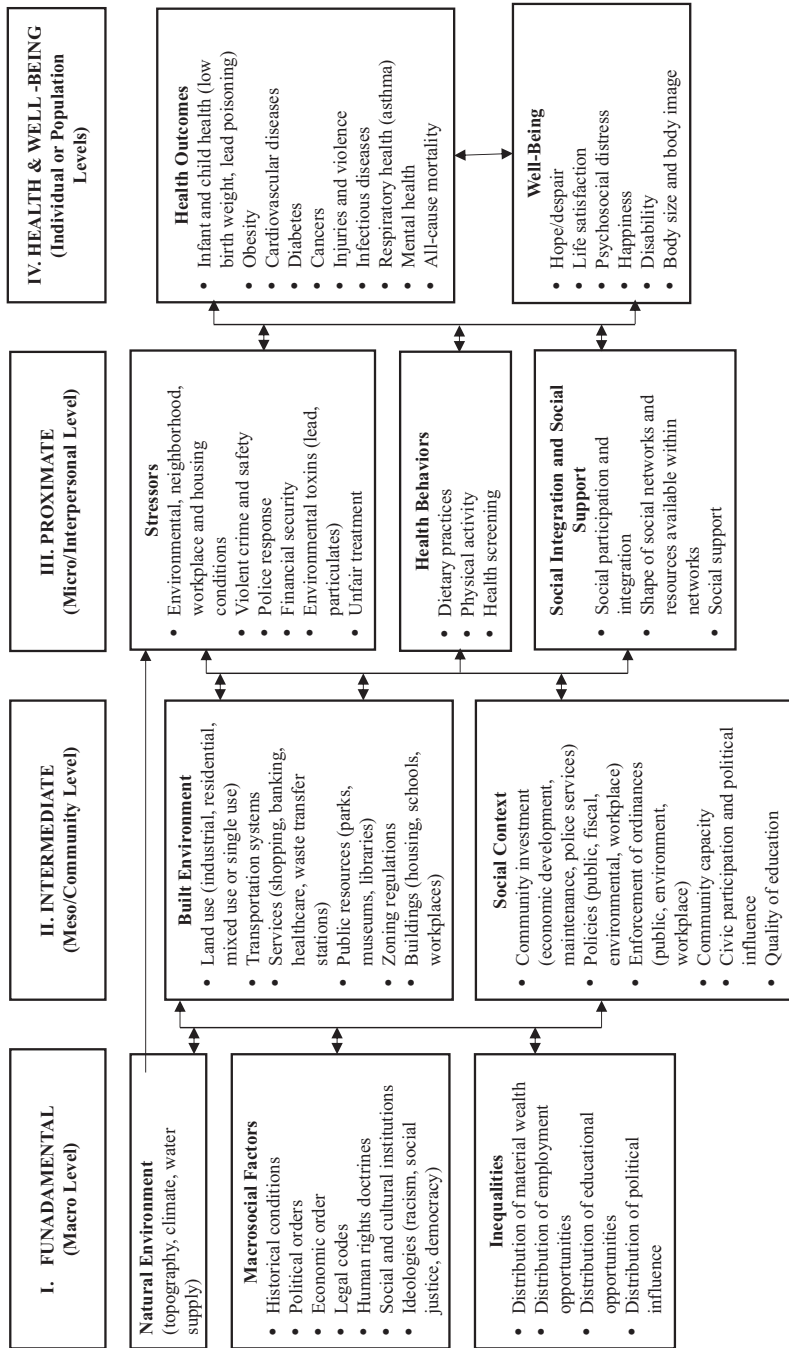 I. FUNADAMENTAL
(Macro Level)
Natural Environment
(topography, climate, water
supply)
Macrosocial Factors
• Historical conditions
• Political orders
• Economic order
• Legal codes
• Human rights doctrines
• Social and cultural institutions
• Ideologies (racism, social
justice, democracy)
Inequalities
• Distribution of material wealth
• Distribution of employment
opportunities
• Distribution of educational
opportunities
• Distribution of political
influence
II. INTERMEDIATE
(Meso/Community Level)
Built Environment
• Land use (industrial, residential,
mixed use or single use)
• Transportation systems
• Services (shopping, banking,
healthcare, waste transfer
stations)
• Public resources (parks,
museums, libraries)
• Zoning regulations
• Buildings (housing, schools,
workplaces)
Social Context
• Community investment
(economic development,
maintenance, police services)
• Policies (public, fiscal,
environmental, workplace)
• Enforcement of ordinances
(public, environment,
workplace)
• Community capacity
• Civic participation and political
influence
• Quality of education
III. PROXIMATE
(Micro/Interpersonal Level)
Stressors
• Environmental, neighborhood,
workplace and housing
conditions
• Violent crime and safety
• Police response
• Financial security
• Environmental toxins (lead,
particulates)
• Unfair treatment
Health Behaviors
• Dietary practices
• Physical activity
• Health screening
Social Integration and Social
Support
• Social participation and
integration
• Shape of social networks and
resources available within
networks
• Social support
IV. HEALTH & WELL -BEING
(Individual or Population
Levels)
Health Outcomes
• Infant and child health (low
birth weight, lead poisoning)
• Obesity
• Cardiovascular diseases
• Diabetes
• Cancers
• Injuries and violence
• Infectious diseases
• Respiratory health (asthma)
• Mental health
• All-cause mortality
Well-Being
• Hope/despair
• Life satisfaction
• Psychosocial distress
• Happiness
• Disability
• Body size and body image